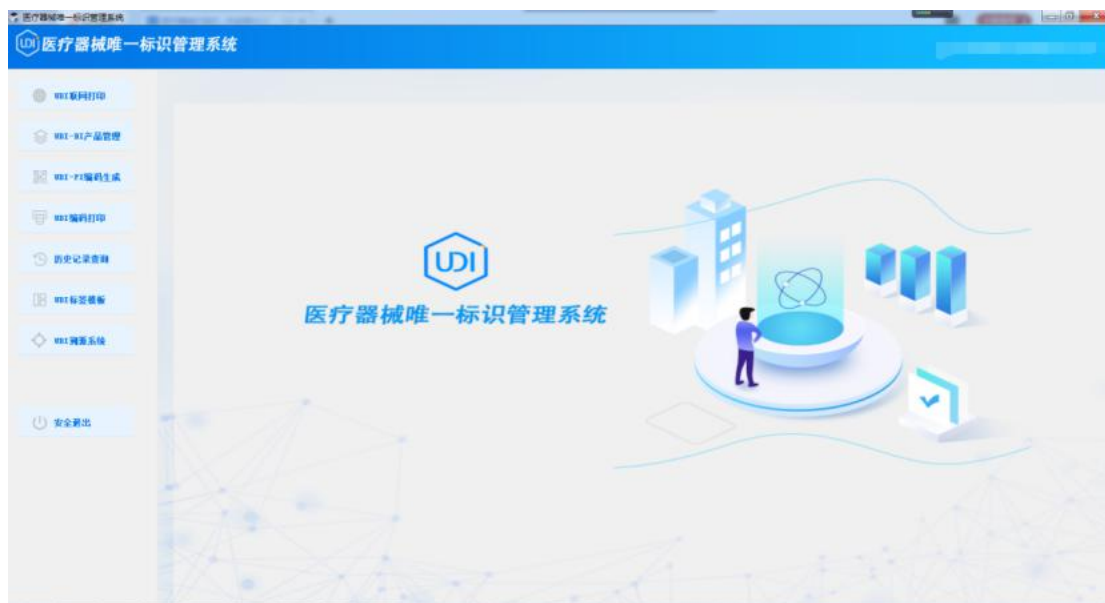 医疗器械唯一标识管理系统
UDI 医疗器械唯一标识管理系统
UDI联网打印
UDI-DI产品管理
UDI-PI编码生成
UDI编码打印
历史记录查询
UDI标签模板
UDI溯源系统
安全退出
UDI
医疗器械唯一标识管理系统